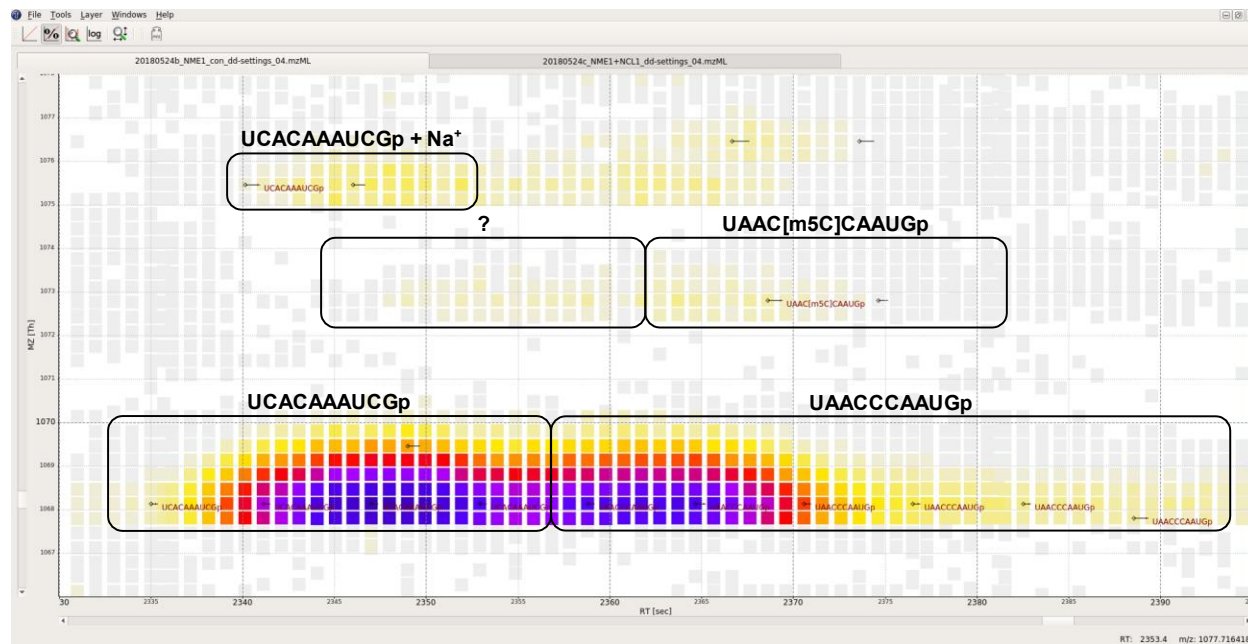 File Tools Layer Windows Help
log
20180524b_NME1_con_dd-settings_04.mzML
20180524c_NME1+NCL1_dd-settings_04.mzML
1077
UCACAAAUCGp + Na+
1076
UCACAAAUCGp
1075
? UAAC[m5C]CAAUGp
1074
1073
UAAC[m5C]CAAUGp
1072
MZ [Th]
1071
UCACAAAUCGp UAACCCAAUGp
1070
1069
1068
UCACAAAUCGp UAACCCAAUGp UAACCCAAUGp UAACCCAAUGp
UAACCCAAUGp
1067
30 2335 2340 2345 2350 2355 2360 2365 2370 2375 2380 2385 2390
RT [sec]
RT: 2353.4 m/z: 1077.716418